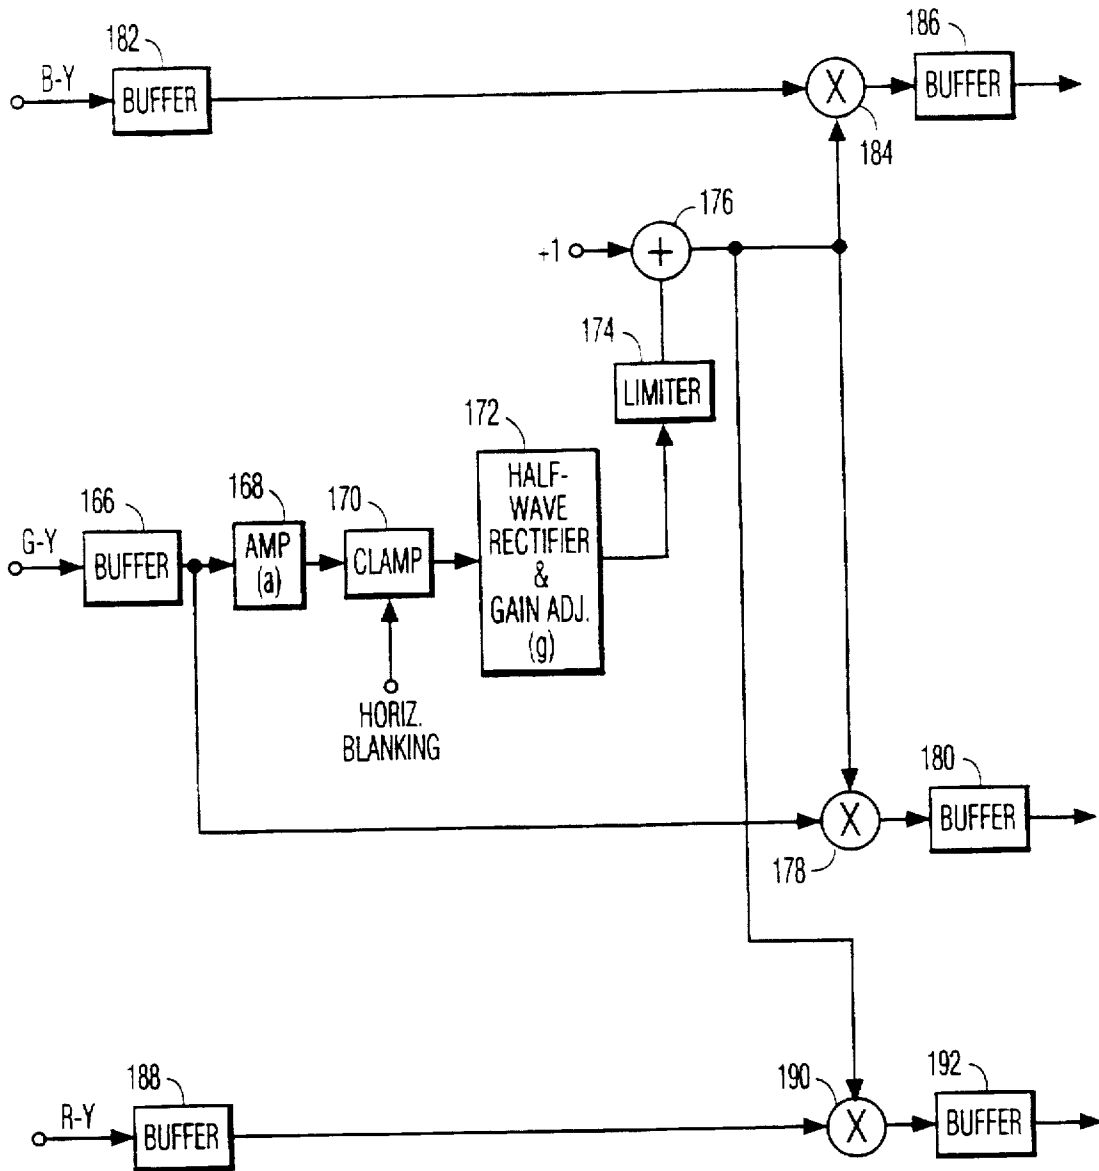 182
B-Y
BUFFER
X
184
186
BUFFER
+1
+
176
174
LIMITER
172
HALF-
WAVE
RECTIFIER
&
GAIN ADJ.
(g)
166
G-Y
BUFFER
168
AMP
(a)
170
CLAMP
HORIZ.
BLANKING
X
178
180
BUFFER
188
R-Y
BUFFER
190
X
192
BUFFER